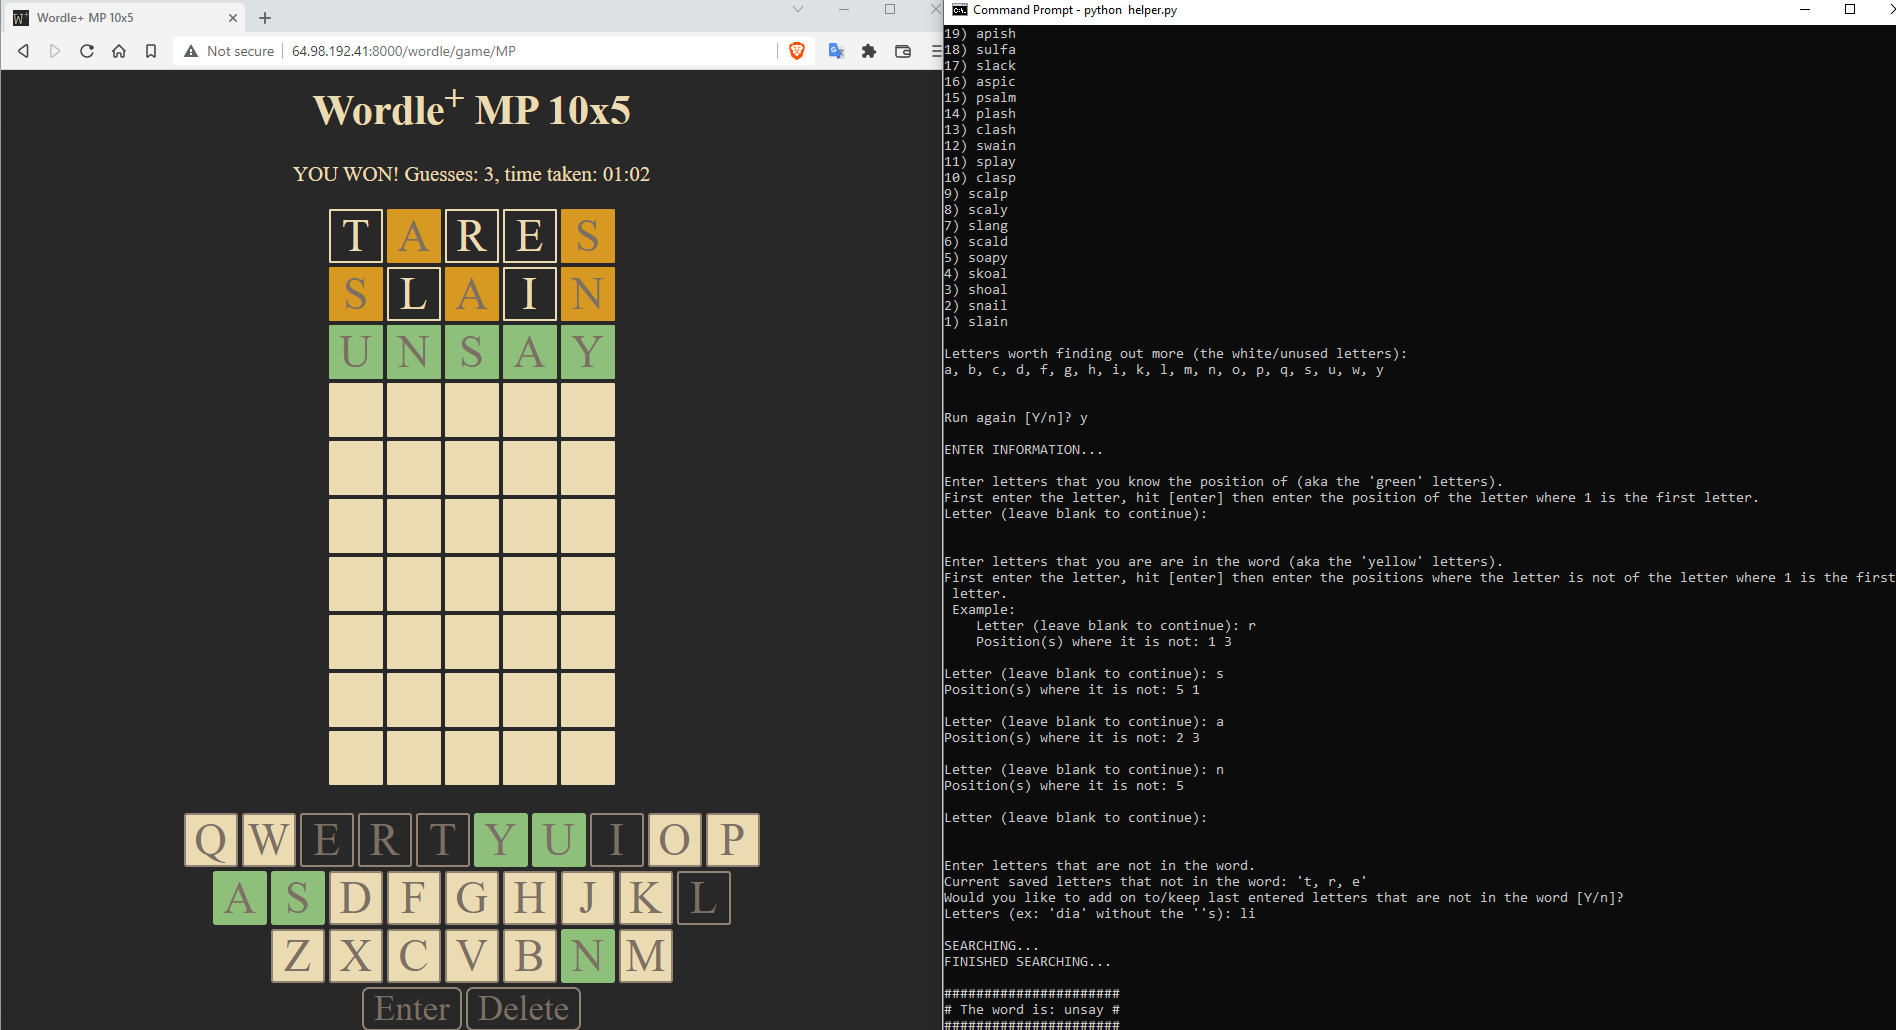 Wordle+ MP 10x5
Not secure | 64.98.192.41:8000/wordle/game/MP
Wordle+ MP 10x5
YOU WON! Guesses: 3, time taken: 01:02
T A R E S
S L A I N
U N S A Y
Q W E R T Y U I O P
A S D F G H J K L
Z X C V B N M
Enter Delete
Command Prompt - python helper.py
19) apish
18) sulfa
17) slack
16) aspic
15) psalm
14) plash
13) clash
12) swain
11) splay
10) clasp
9) scalp
8) scaly
7) slang
6) scald
5) soapy
4) skoal
3) shoal
2) snail
1) slain
Letters worth finding out more (the white/unused letters):
a, b, c, d, f, g, h, i, k, l, m, n, o, p, q, s, u, w, y
Run again [Y/n]? y
ENTER INFORMATION...
Enter letters that you know the position of (aka the 'green' letters).
First enter the letter, hit [enter] then enter the position of the letter where 1 is the first letter.
Letter (leave blank to continue):
Enter letters that you are are in the word (aka the 'yellow' letters).
First enter the letter, hit [enter] then enter the positions where the letter is not of the letter where 1 is the first
letter.
Example:
Letter (leave blank to continue): r
Position(s) where it is not: 1 3
Letter (leave blank to continue): s
Position(s) where it is not: 5 1
Letter (leave blank to continue): a
Position(s) where it is not: 2 3
Letter (leave blank to continue): n
Position(s) where it is not: 5
Letter (leave blank to continue):
Enter letters that are not in the word.
Current saved letters that not in the word: 't, r, e'
Would you like to add on to/keep last entered letters that are not in the word [Y/n]?
Letters (ex: 'dia' without the ''s): li
SEARCHING...
FINISHED SEARCHING...
######################
# The word is: unsay #
######################